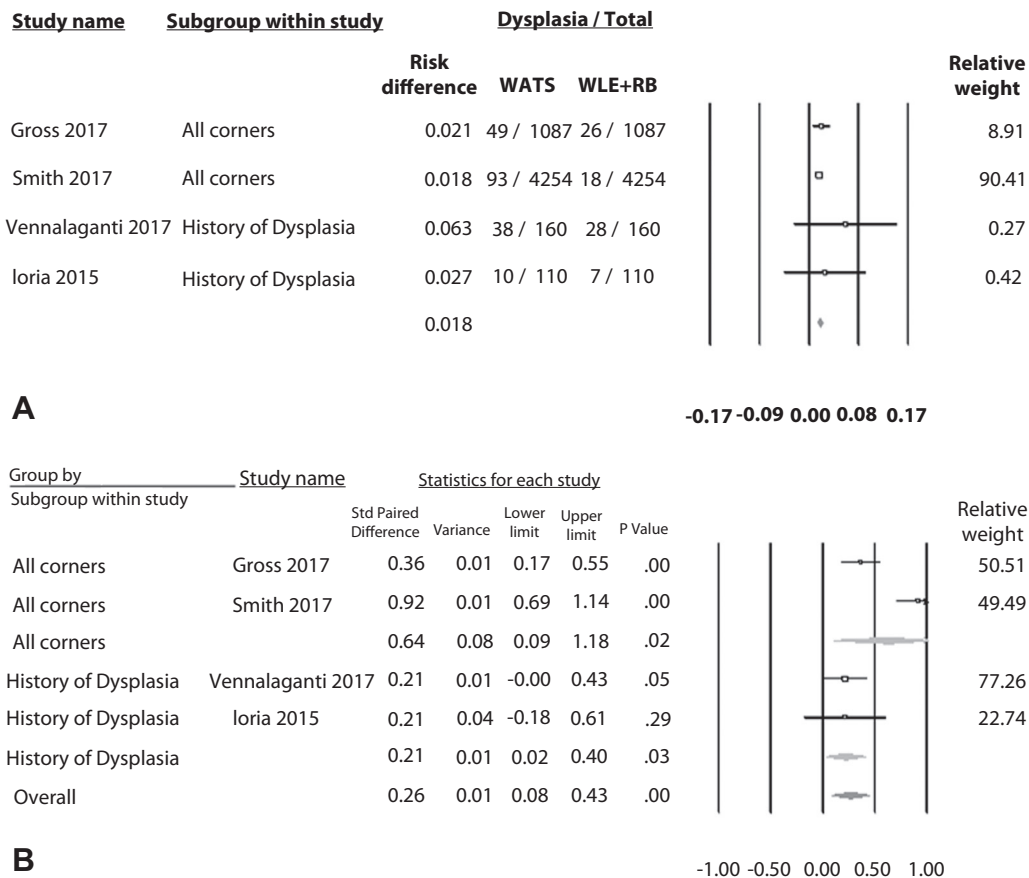 Study name Subgroup within study Dysplasia / Total
Risk difference WATS WLE+RB Relative weight
Gross 2017 All corners 0.021 49 / 1087 26 / 1087 8.91
Smith 2017 All corners 0.018 93 / 4254 18 / 4254 90.41
Vennalaganti 2017 History of Dysplasia 0.063 38 / 160 28 / 160 0.27
Ioria 2015 History of Dysplasia 0.027 10 / 110 7 / 110 0.42
0.018
A
-0.17 -0.09 0.00 0.08 0.17
Group by Study name Statistics for each study
Subgroup within study
Std Paired Difference Variance Lower limit Upper limit P Value Relative weight
All corners Gross 2017 0.36 0.01 0.17 0.55 .00 50.51
All corners Smith 2017 0.92 0.01 0.69 1.14 .00 49.49
All corners 0.64 0.08 0.09 1.18 .02
History of Dysplasia Vennalaganti 2017 0.21 0.01 -0.00 0.43 .05 77.26
History of Dysplasia Ioria 2015 0.21 0.04 -0.18 0.61 .29 22.74
History of Dysplasia 0.21 0.01 0.02 0.40 .03
Overall 0.26 0.01 0.08 0.43 .00
B
-1.00 -0.50 0.00 0.50 1.00